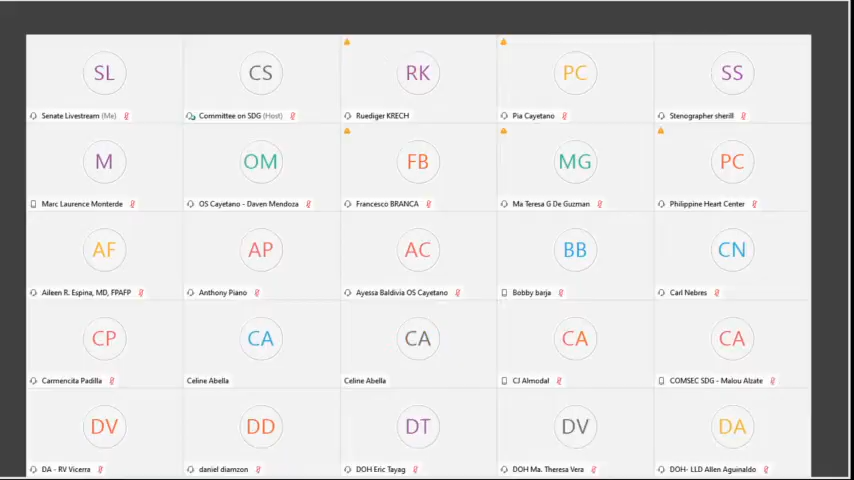 SL CS RK PC SS
Senate Livestream (Me) Committee on SDG (Host) Ruediger KRECH Pia Cayetano Stenographer sherill
M OM FB MG PC
Marc Laurence Monterde OS Cayetano - Daven Mendoza Francesco BRANCA Ma Teresa G De Guzman Philippine Heart Center
AF AP AC BB CN
Aileen R. Espina, MD, FPAFP Anthony Piano Ayessa Baldivia OS Cayetano Bobby barja Carl Nebres
CP CA CA CA CA
Carmencita Padilla Celine Abella Celine Abella CJ Almodal COMSEC SDG - Malou Alzate
DV DD DT DV DA
DA - RV Vicerra daniel diamzon DOH Eric Tayag DOH Ma. Theresa Vera DOH- LLD Allen Aguinaldo